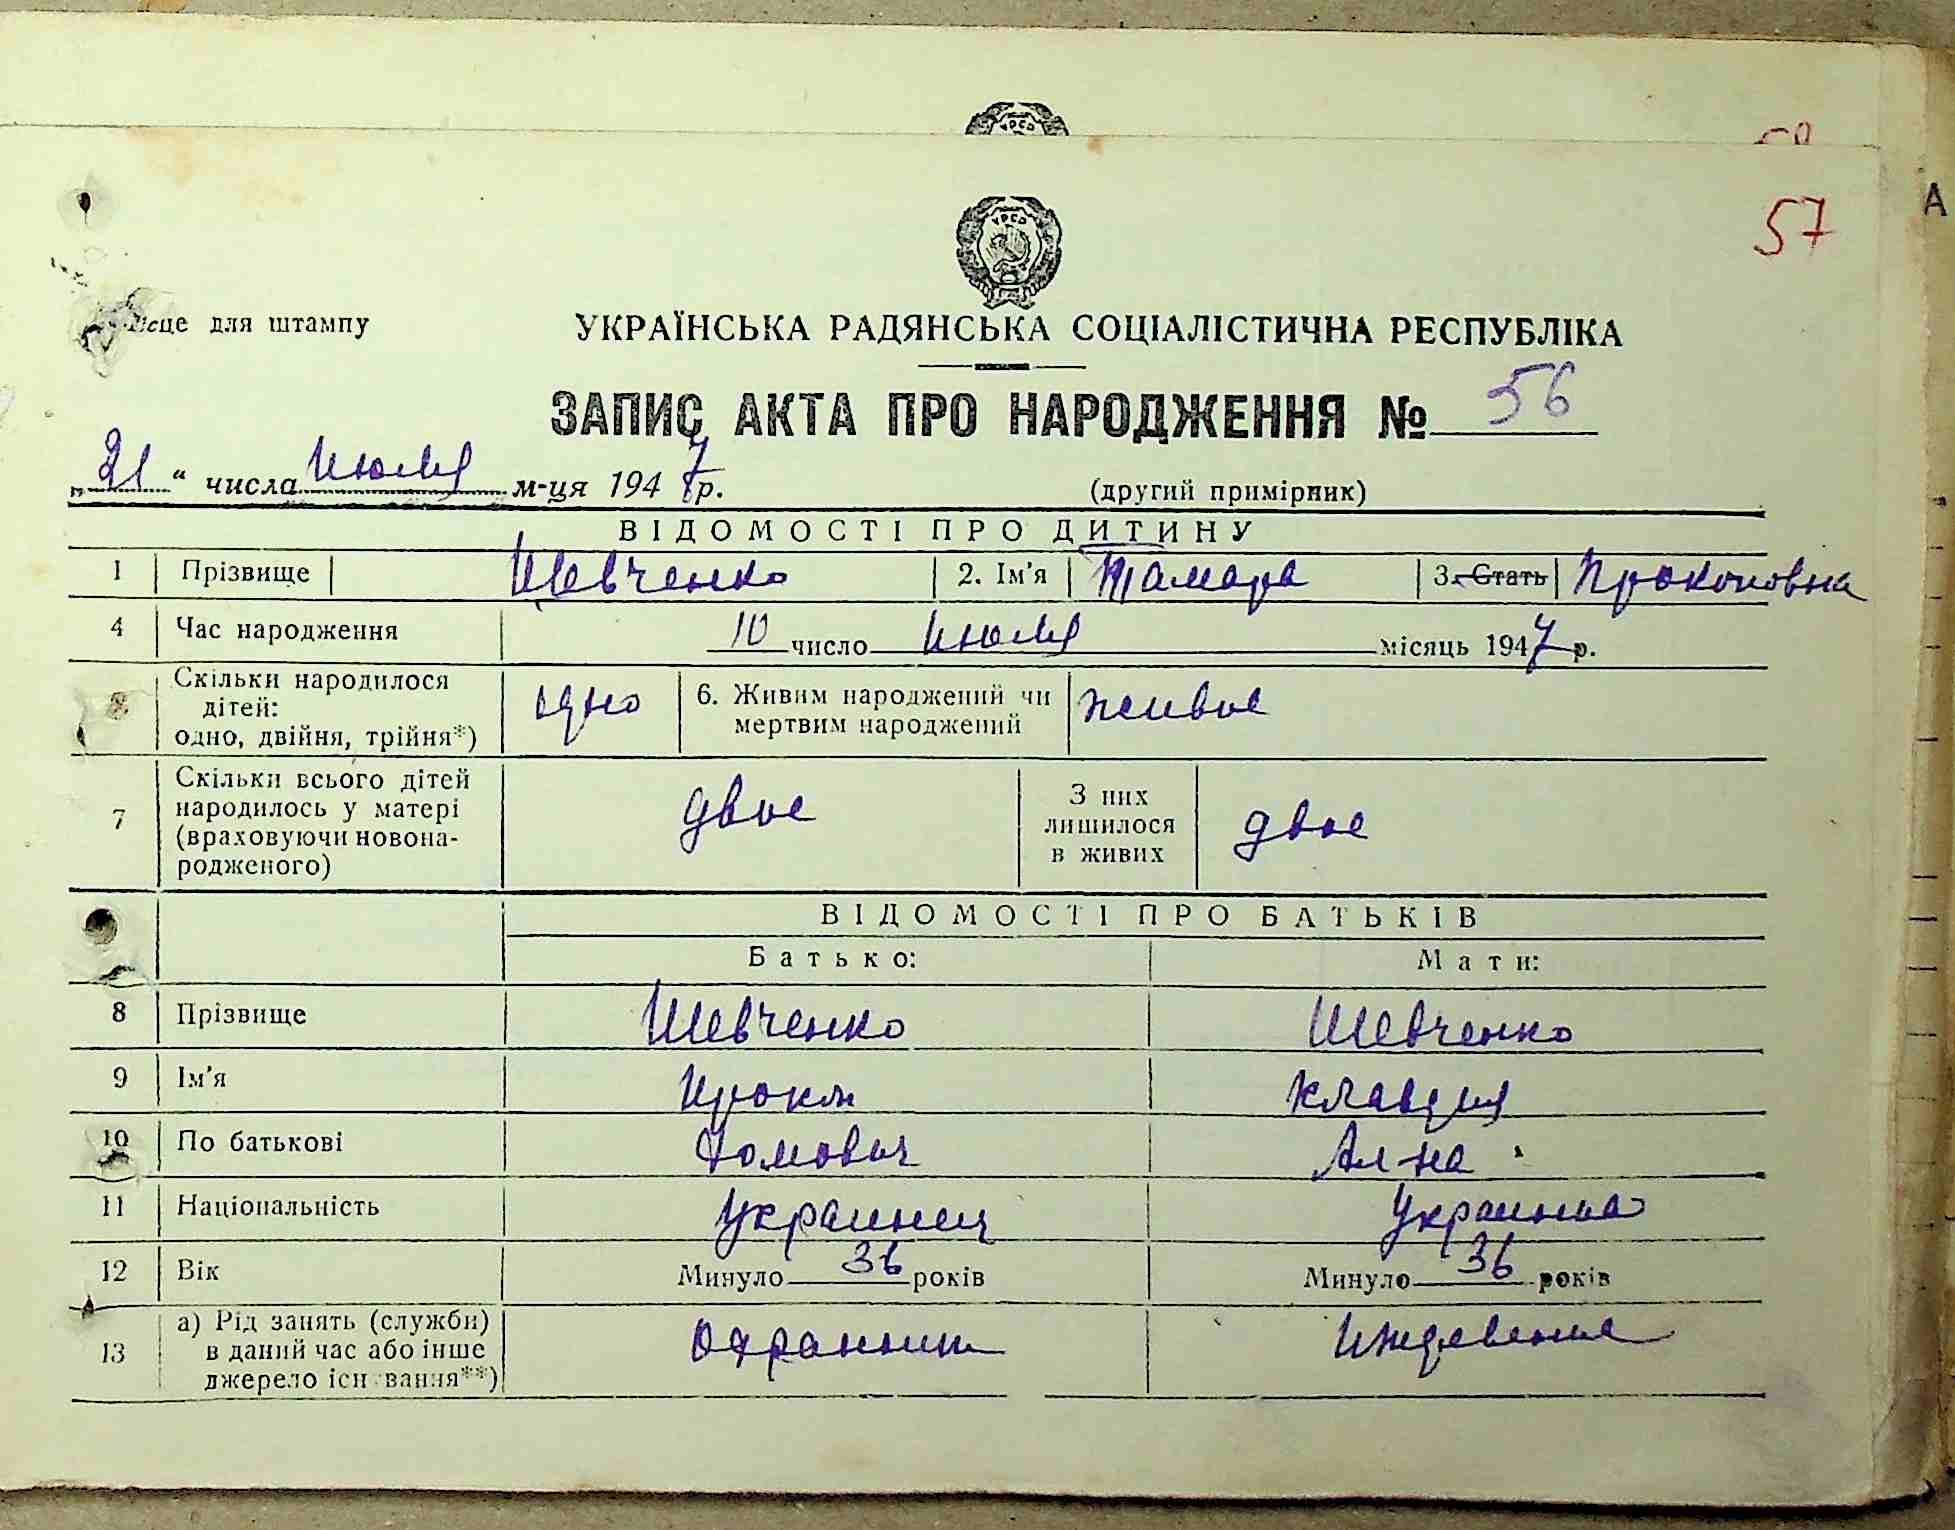 57
Місце для штампу
УКРАЇНСЬКА РАДЯНСЬКА СОЦІАЛІСТИЧНА РЕСПУБЛІКА
ЗАПИС АКТА ПРО НАРОДЖЕННЯ № 56
„21“ числа июля м-ця 1947 р. (другий примірник)
ВІДОМОСТІ ПРО ДИТИНУ
1 Прізвище Шевченко 2. Ім'я Тамара 3. Стать Прокоповна
4 Час народження 10 число июля місяць 1947 р.
Скільки народилося дітей: одно, двійня, трійня*) одно 6. Живим народжений чи мертвим народжений живое
7 Скільки всього дітей народилось у матері (враховуючи новонародженого) двое З них лишилося в живих двое
ВІДОМОСТІ ПРО БАТЬКІВ
Батько: Мати:
8 Прізвище Шевченко Шевченко
9 Ім'я Клавдия
10 По батькові Ал-на
11 Національність украинец украинка
12 Вік Минуло 36 років Минуло 36 років
13 а) Рід занять (служби) в даний час або інше джерело існування**) Охранник Иждевение